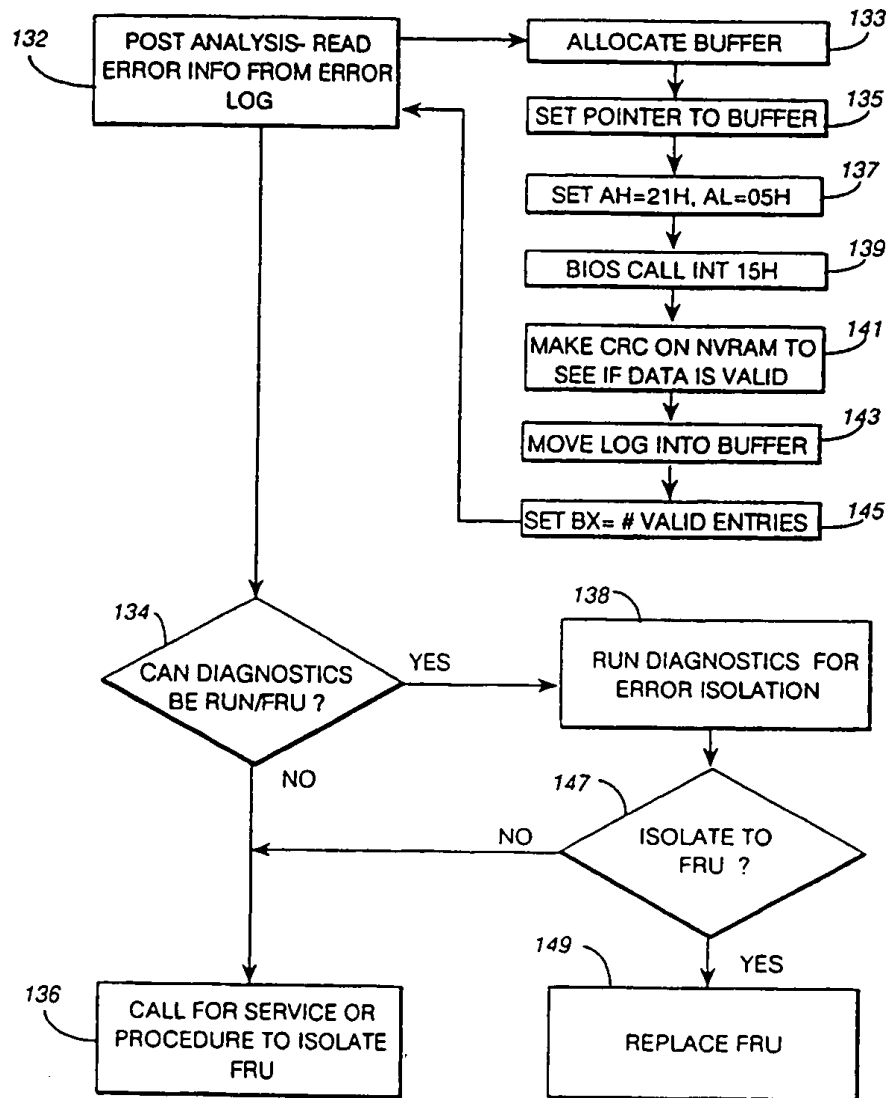 132
POST ANALYSIS- READ
ERROR INFO FROM ERROR
LOG
ALLOCATE BUFFER
133
SET POINTER TO BUFFER
135
SET AH=21H, AL=05H
137
BIOS CALL INT 15H
139
MAKE CRC ON NVRAM TO
SEE IF DATA IS VALID
141
MOVE LOG INTO BUFFER
143
SET BX= # VALID ENTRIES
145
134
CAN DIAGNOSTICS
BE RUN/FRU ?
YES
NO
138
RUN DIAGNOSTICS FOR
ERROR ISOLATION
147
ISOLATE TO
FRU ?
NO
YES
136
CALL FOR SERVICE OR
PROCEDURE TO ISOLATE
FRU
149
REPLACE FRU